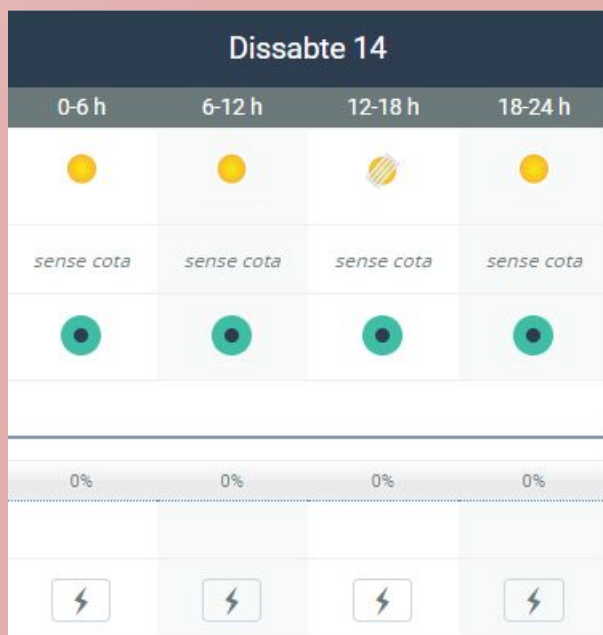 Dissabte 14
0-6 h 6-12 h 12-18 h 18-24 h
sense cota sense cota sense cota sense cota
0% 0% 0% 0%